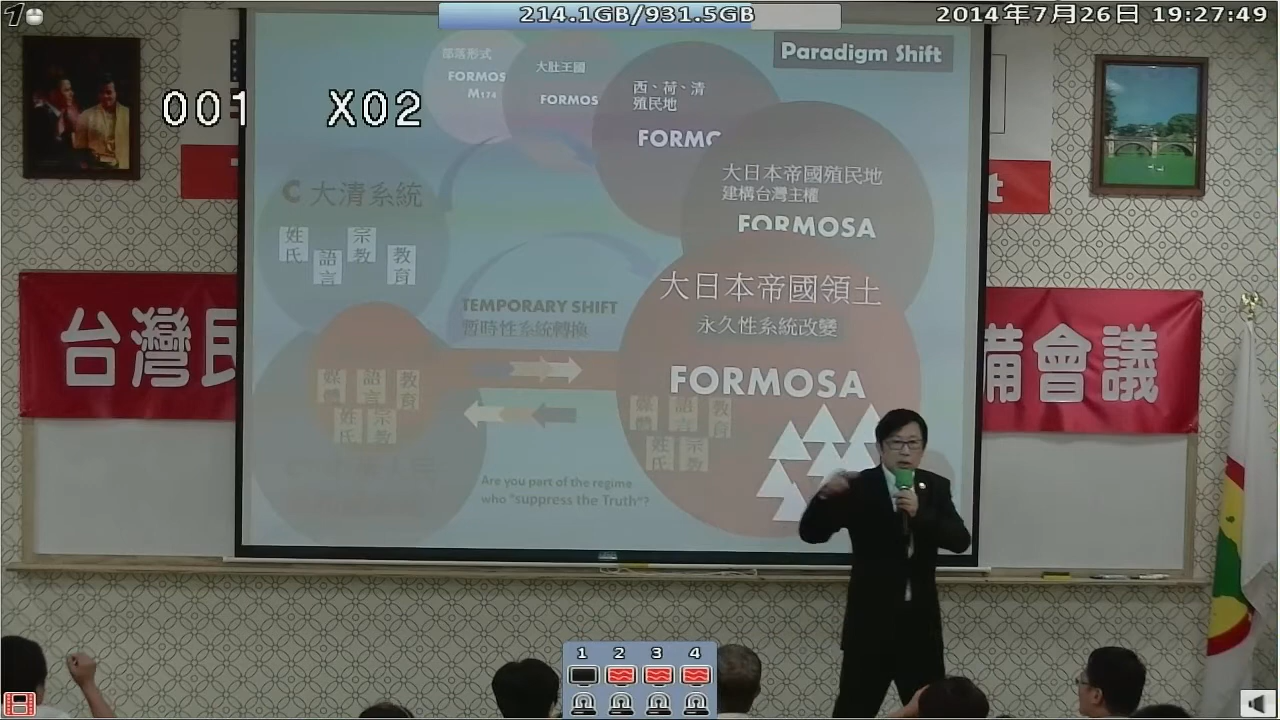 1
214.1GB/931.5GB
2014年7月26日 19:27:49
001 X02
Paradigm Shift
部落形式
FORMOS
M174
大肚王國
FORMOS
西、荷、清
殖民地
FORMC
大日本帝國殖民地
建構台灣主權
FORMOSA
C 大清系統
姓氏
語言
宗教
教育
t
大日本帝國領土
永久性系統改變
FORMOSA
TEMPORARY SHIFT
暫時性系統轉換
台灣民
備會議
媒體 語言 教育
姓氏 宗教
媒體 語言 教育
姓氏 宗
Are you part of the regime
who "suppress the Truth"?
1 2 3 4